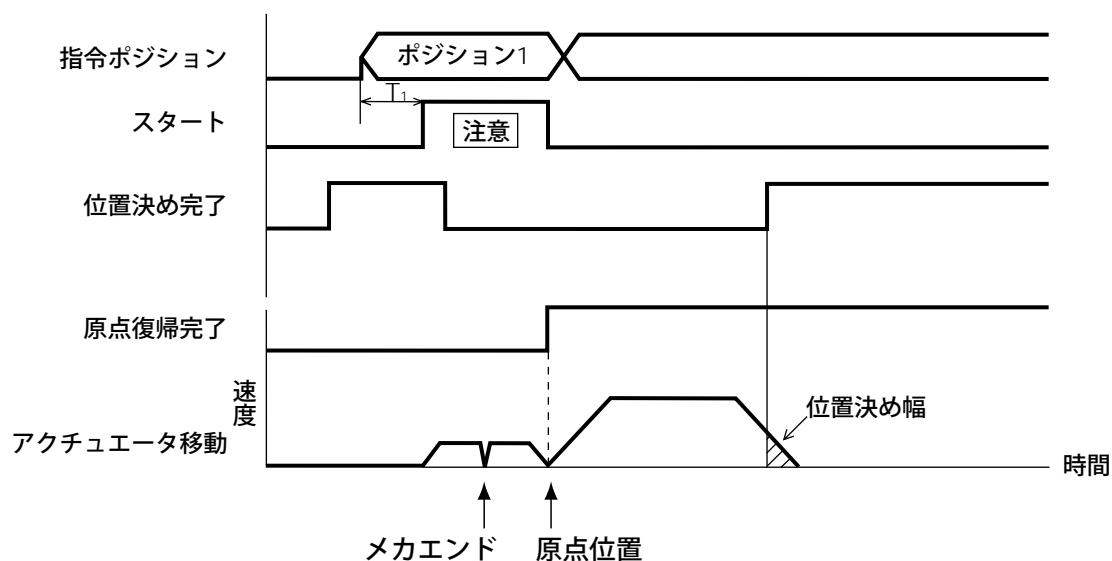 指令ポジション
ポジション1
T1
スタート
注意
位置決め完了
原点復帰完了
速度
位置決め幅
アクチュエータ移動
時間
メカエンド
原点位置